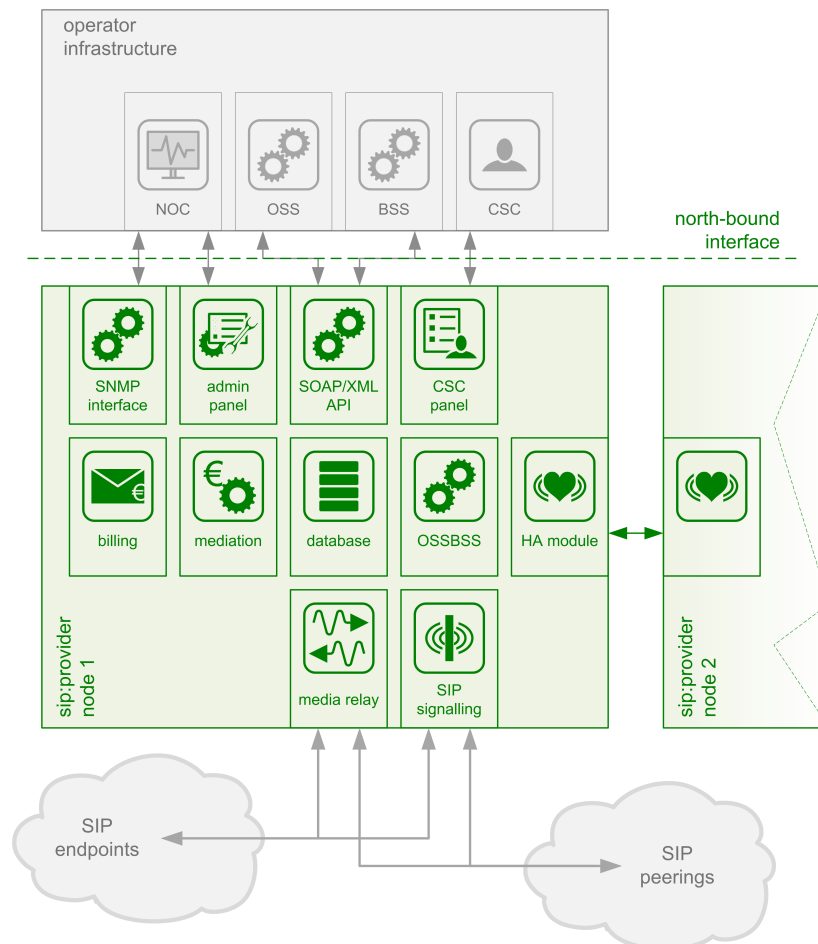 operator
infrastructure
NOC
OSS
BSS
CSC
north-bound
interface
SNMP
interface
admin
panel
SOAP/XML
API
CSC
panel
€
billing
€
mediation
database
OSSBSS
HA module
media relay
SIP
signalling
sip:provider
node 1
sip:provider
node 2
SIP
endpoints
SIP
peerings